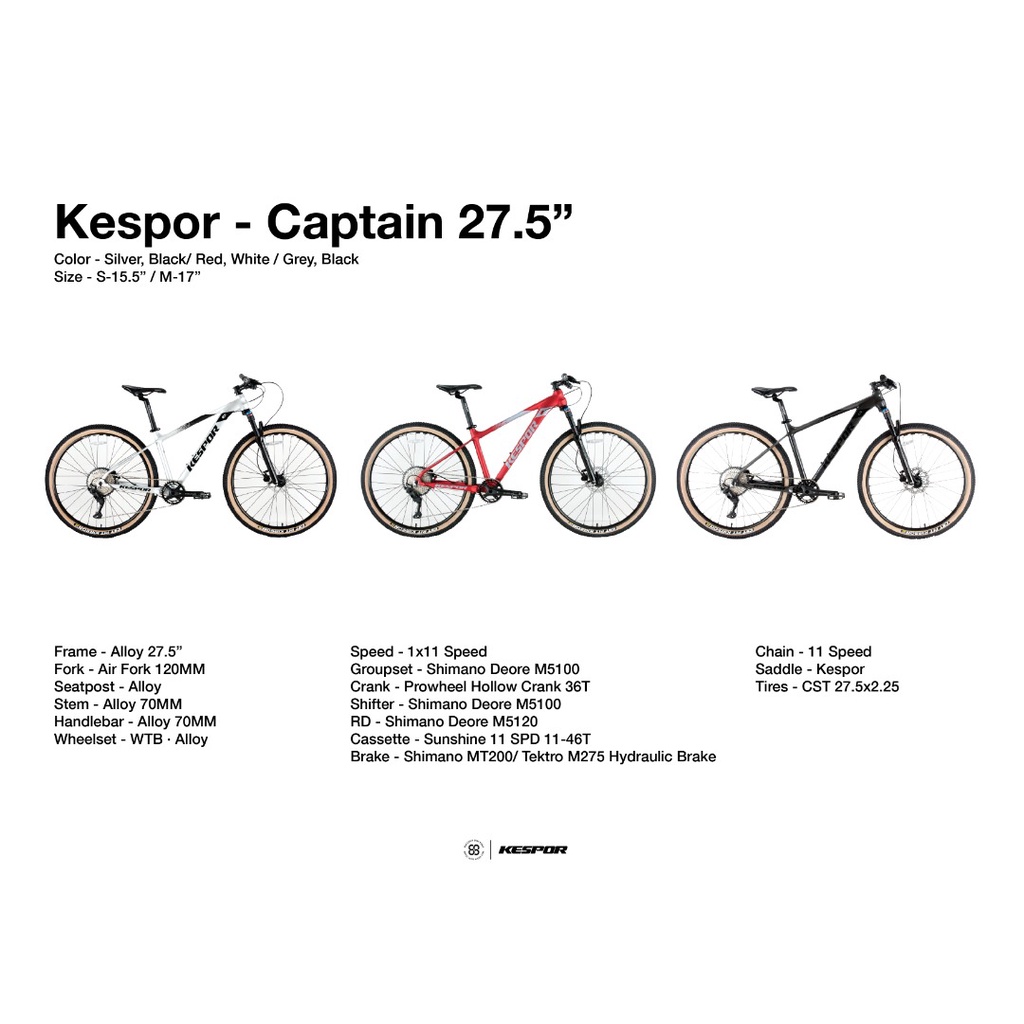 Kespor - Captain 27.5”
Color - Silver, Black/ Red, White / Grey, Black
Size - S-15.5” / M-17”
KESPOR
KESPOR
Frame - Alloy 27.5”
Fork - Air Fork 120MM
Seatpost - Alloy
Stem - Alloy 70MM
Handlebar - Alloy 70MM
Wheelset - WTB · Alloy
Speed - 1x11 Speed
Groupset - Shimano Deore M5100
Crank - Prowheel Hollow Crank 36T
Shifter - Shimano Deore M5100
RD - Shimano Deore M5120
Cassette - Sunshine 11 SPD 11-46T
Brake - Shimano MT200/ Tektro M275 Hydraulic Brake
Chain - 11 Speed
Saddle - Kespor
Tires - CST 27.5x2.25
KESPOR